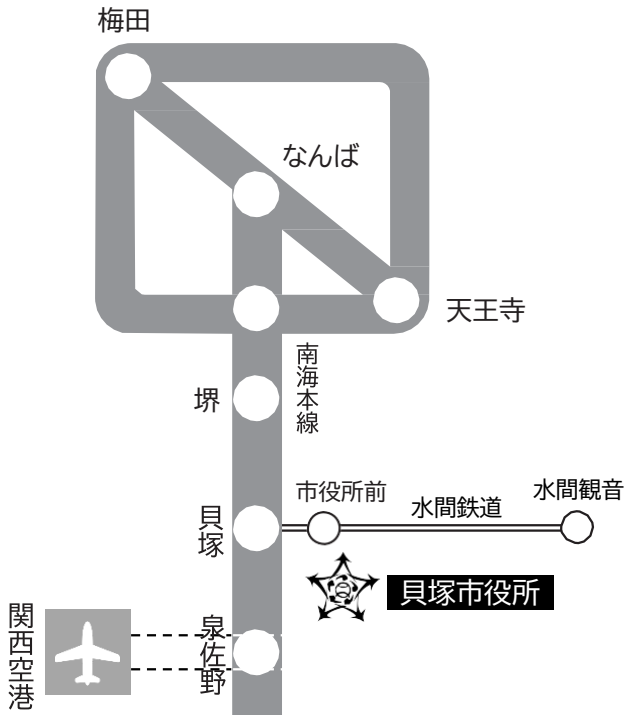 梅田
なんば
天王寺
南海本線
堺
市役所前
水間鉄道
水間観音
貝塚
貝塚市役所
泉佐野
関西空港